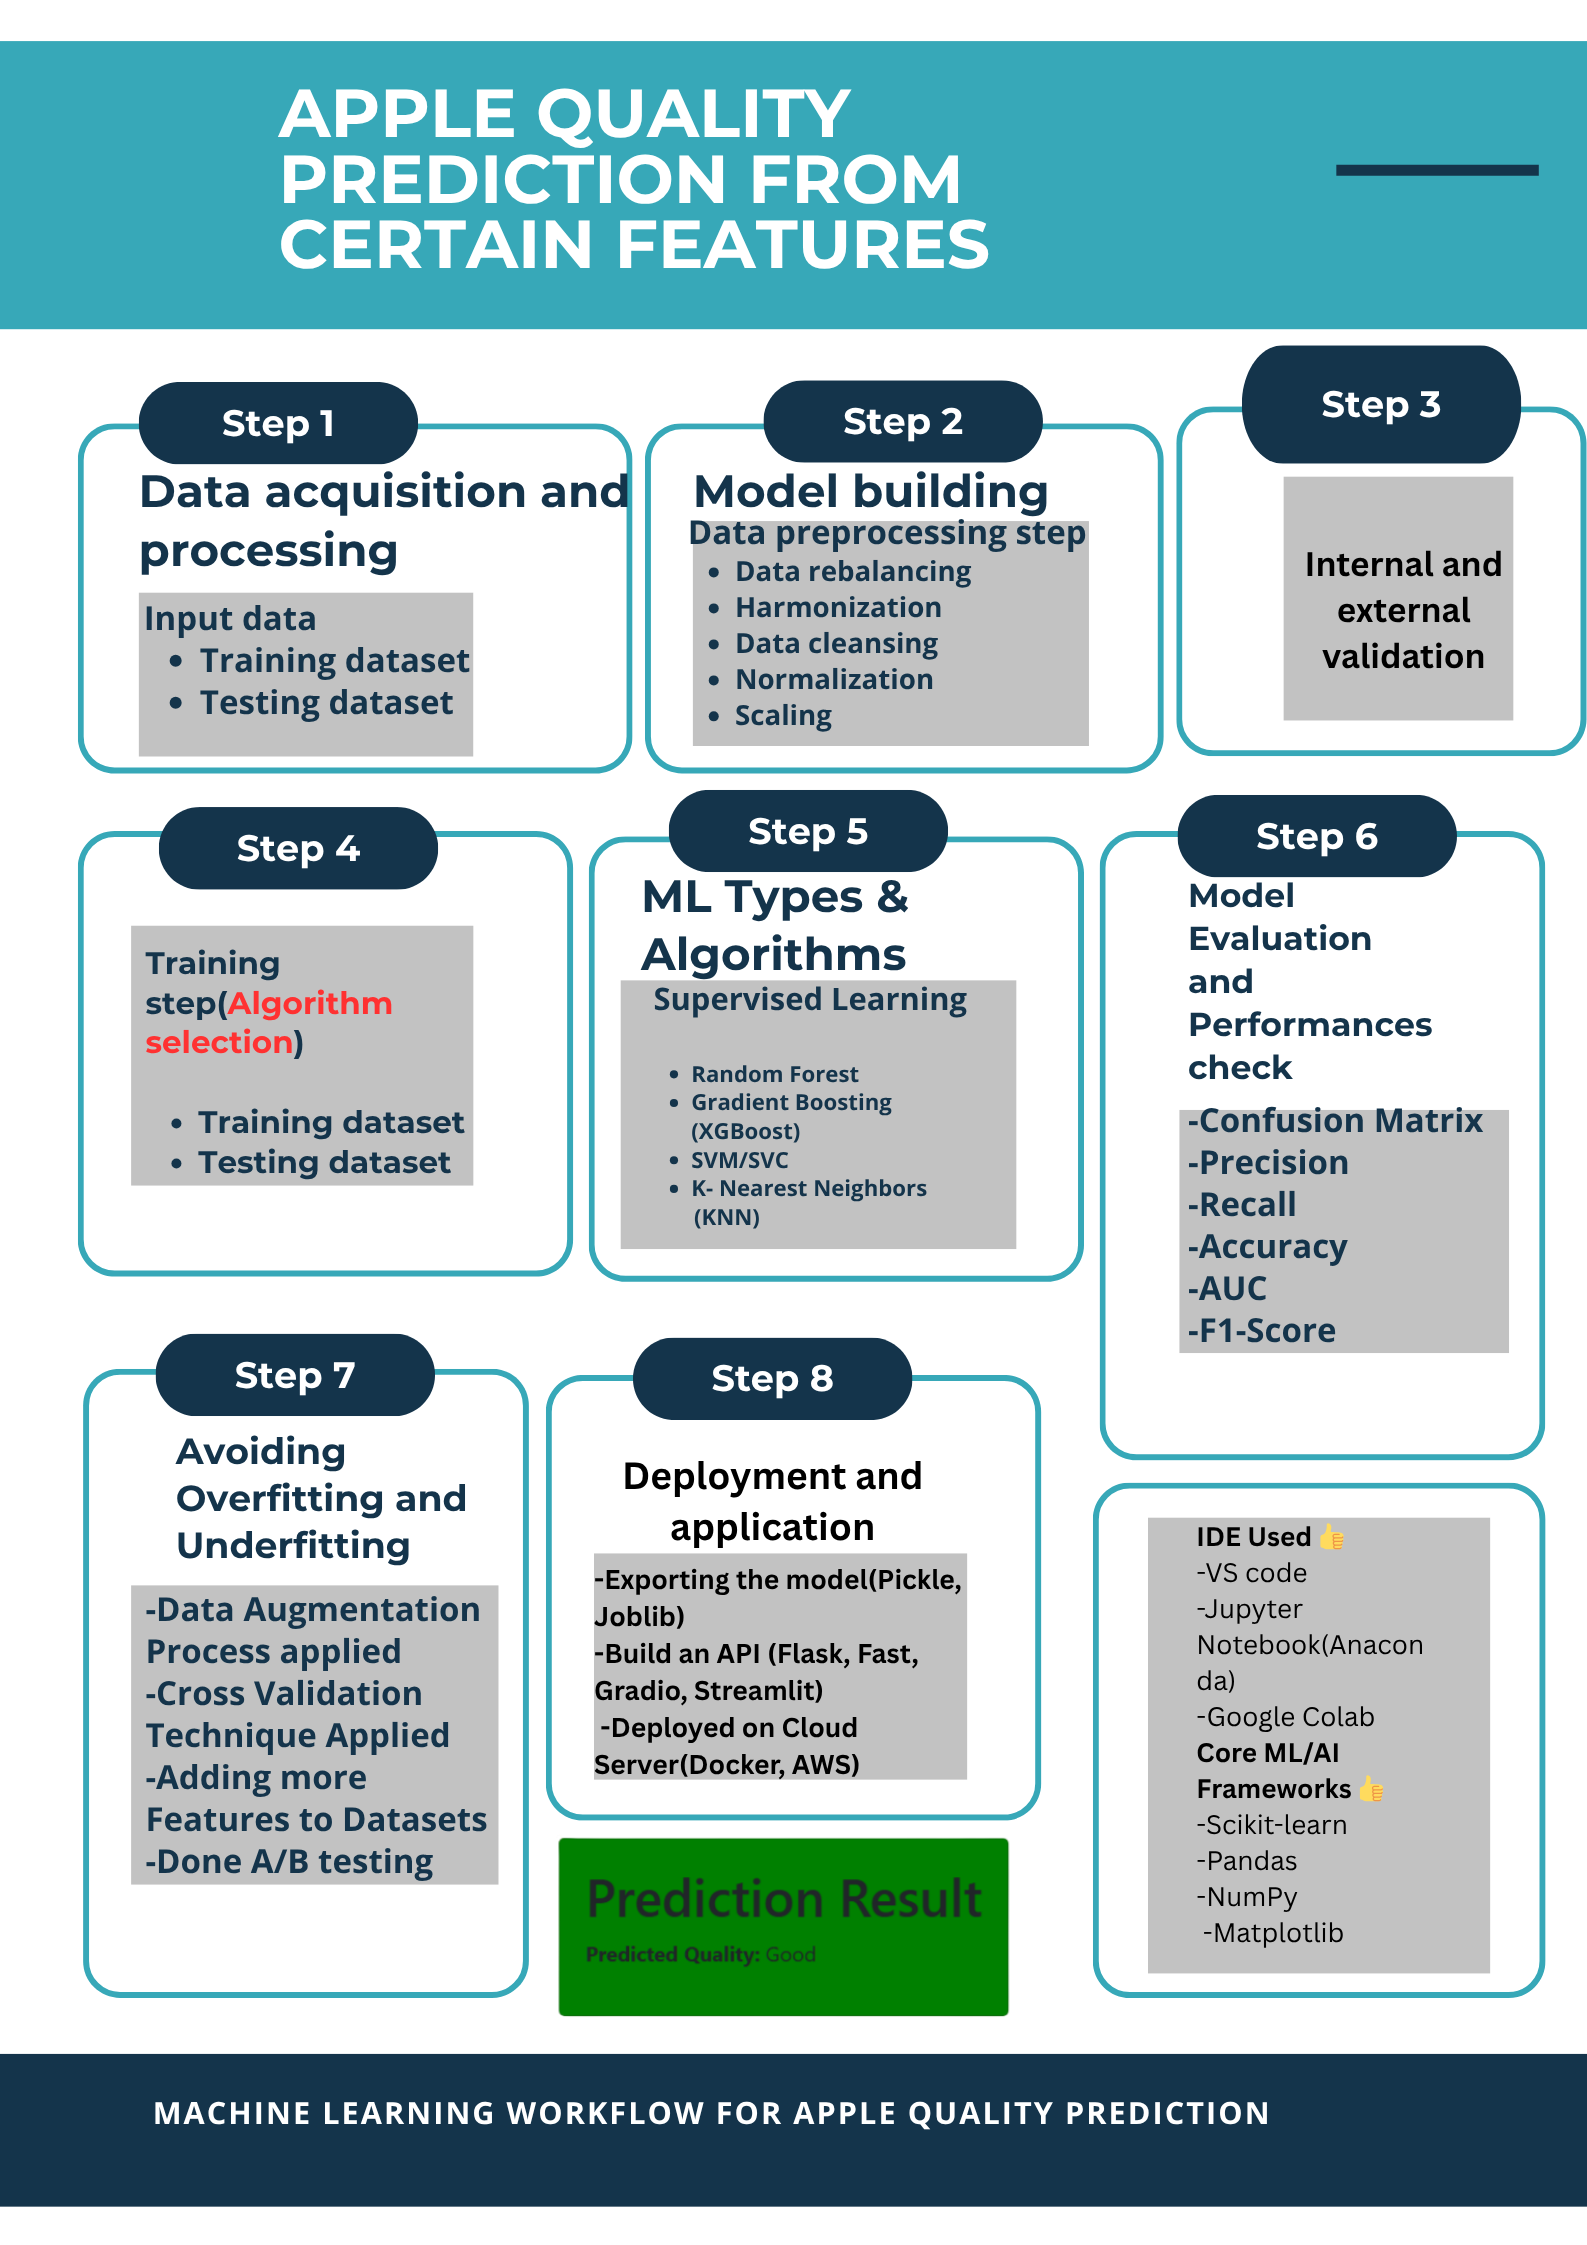 APPLE QUALITY
PREDICTION FROM
CERTAIN FEATURES
Step 1
Data acquisition and
processing
Input data
• Training dataset
• Testing dataset
Step 2
Model building
Data preprocessing step
• Data rebalancing
• Harmonization
• Data cleansing
• Normalization
• Scaling
Step 3
Internal and
external
validation
Step 4
Training
step(Algorithm
selection)
• Training dataset
• Testing dataset
Step 5
ML Types &
Algorithms
Supervised Learning
• Random Forest
• Gradient Boosting
(XGBoost)
• SVM/SVC
• K- Nearest Neighbors
(KNN)
Step 6
Model
Evaluation
and
Performances
check
-Confusion Matrix
-Precision
-Recall
-Accuracy
-AUC
-F1-Score
Step 7
Avoiding
Overfitting and
Underfitting
-Data Augmentation
Process applied
-Cross Validation
Technique Applied
-Adding more
Features to Datasets
-Done A/B testing
Step 8
Deployment and
application
-Exporting the model(Pickle,
Joblib)
-Build an API (Flask, Fast,
Gradio, Streamlit)
-Deployed on Cloud
Server(Docker, AWS)
Prediction Result
Predicted Quality: Good
IDE Used 👍
-VS code
-Jupyter
Notebook(Anacon
da)
-Google Colab
Core ML/AI
Frameworks 👍
-Scikit-learn
-Pandas
-NumPy
-Matplotlib
MACHINE LEARNING WORKFLOW FOR APPLE QUALITY PREDICTION